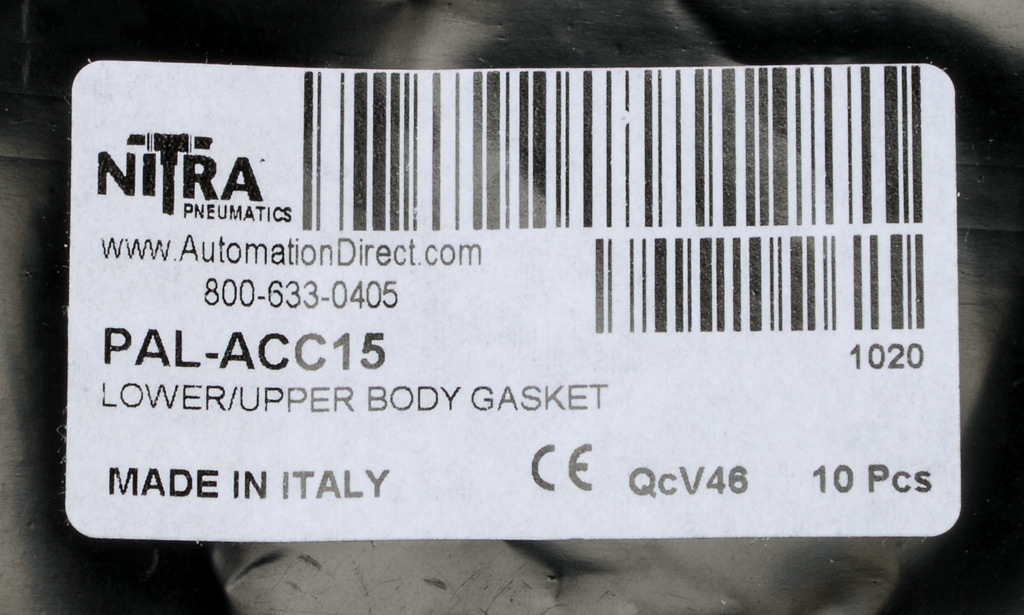 NITRA
PNEUMATICS
www.AutomationDirect.com
800-633-0405
PAL-ACC15
1020
LOWER/UPPER BODY GASKET
MADE IN ITALY CE QcV46 10 Pcs